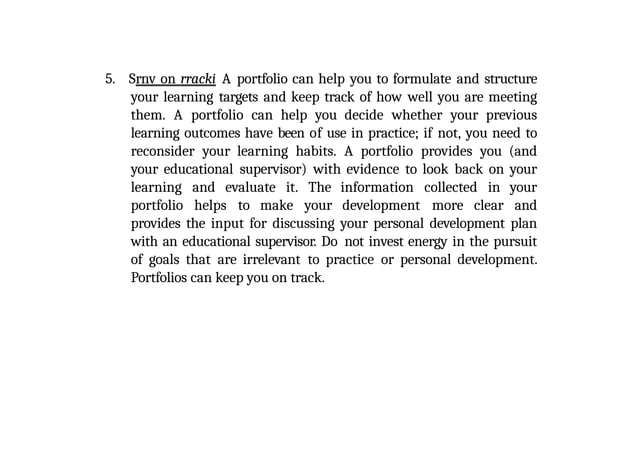 5. Srnv on rracki A portfolio can help you to formulate and structure
your learning targets and keep track of how well you are meeting
them. A portfolio can help you decide whether your previous
learning outcomes have been of use in practice; if not, you need to
reconsider your learning habits. A portfolio provides you (and
your educational supervisor) with evidence to look back on your
learning and evaluate it. The information collected in your
portfolio helps to make your development more clear and
provides the input for discussing your personal development plan
with an educational supervisor. Do not invest energy in the pursuit
of goals that are irrelevant to practice or personal development.
Portfolios can keep you on track.